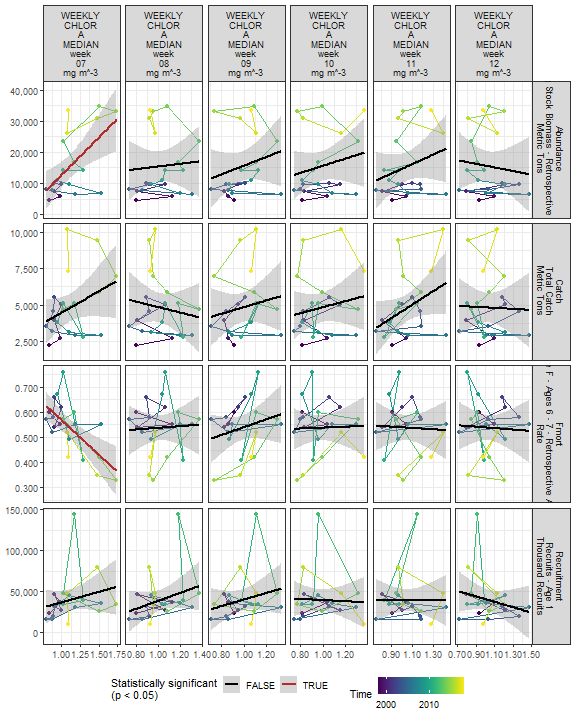 WEEKLY WEEKLY WEEKLY WEEKLY WEEKLY WEEKLY
CHLOR CHLOR CHLOR CHLOR CHLOR CHLOR
A A A A A A
MEDIAN MEDIAN MEDIAN MEDIAN MEDIAN MEDIAN
week week week week week week
07 08 09 10 11 12
mg m^-3 mg m^-3 mg m^-3 mg m^-3 mg m^-3 mg m^-3
40,000
30,000
20,000
10,000
0
Abundance
Stock Biomass - Retrospective
Metric Tons
10,000
7,500
5,000
2,500
Catch
Total Catch
Metric Tons
0.700
0.600
0.500
0.400
0.300
Fmort
F - Ages 6 - 7 - Retrospective
Rate
150,000
100,000
50,000
0
Recruitment
Recruits - Age 1
Thousand Recruits
1.00 1.25 1.50 1.75 0.80 1.00 1.20 1.40 0.80 1.00 1.20 0.80 1.00 1.20 0.90 1.10 1.30 0.70 0.90 1.10 1.30 1.50
Statistically significant
(p < 0.05)
FALSE TRUE
Time
2000 2010